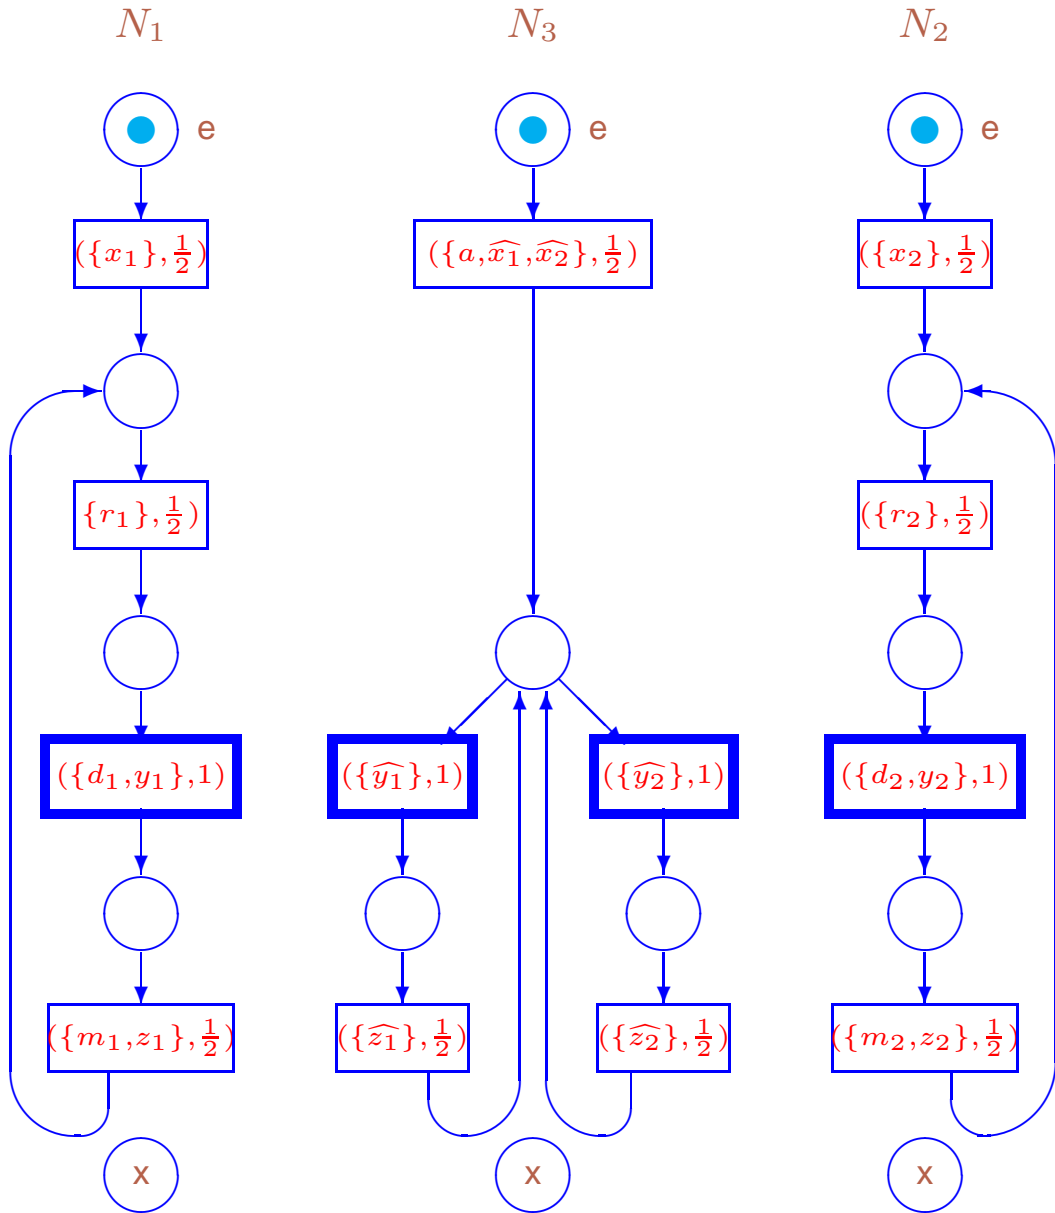 N₁ N₃ N₂
e e e
({x₁},½) ({a,x̂₁,x̂₂},½) ({x₂},½)
{r₁},½) ({r₂},½)
({d₁,y₁},1) ({ŷ₁},1) ({ŷ₂},1) ({d₂,y₂},1)
({m₁,z₁},½) ({ẑ₁},½) ({ẑ₂},½) ({m₂,z₂},½)
x x x